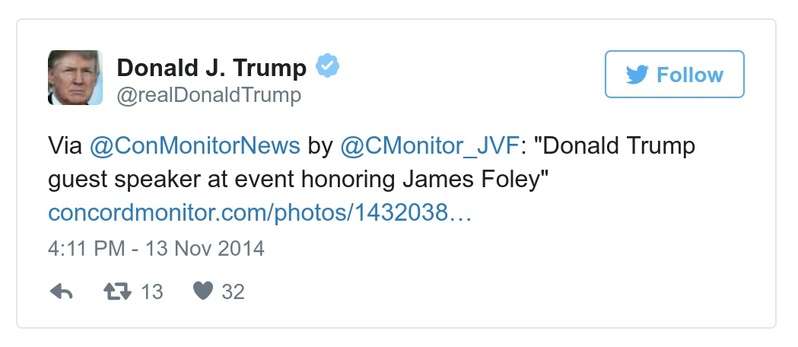 Donald J. Trump
@realDonaldTrump
Follow
Via @ConMonitorNews by @CMonitor_JVF: "Donald Trump
guest speaker at event honoring James Foley"
concordmonitor.com/photos/1432038…
4:11 PM - 13 Nov 2014
13 32